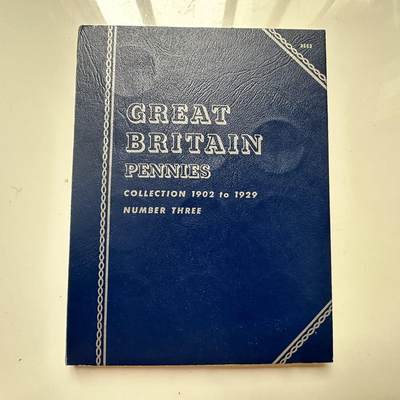 GREAT
BRITAIN
PENNIES
COLLECTION 1902 to 1929
NUMBER THREE